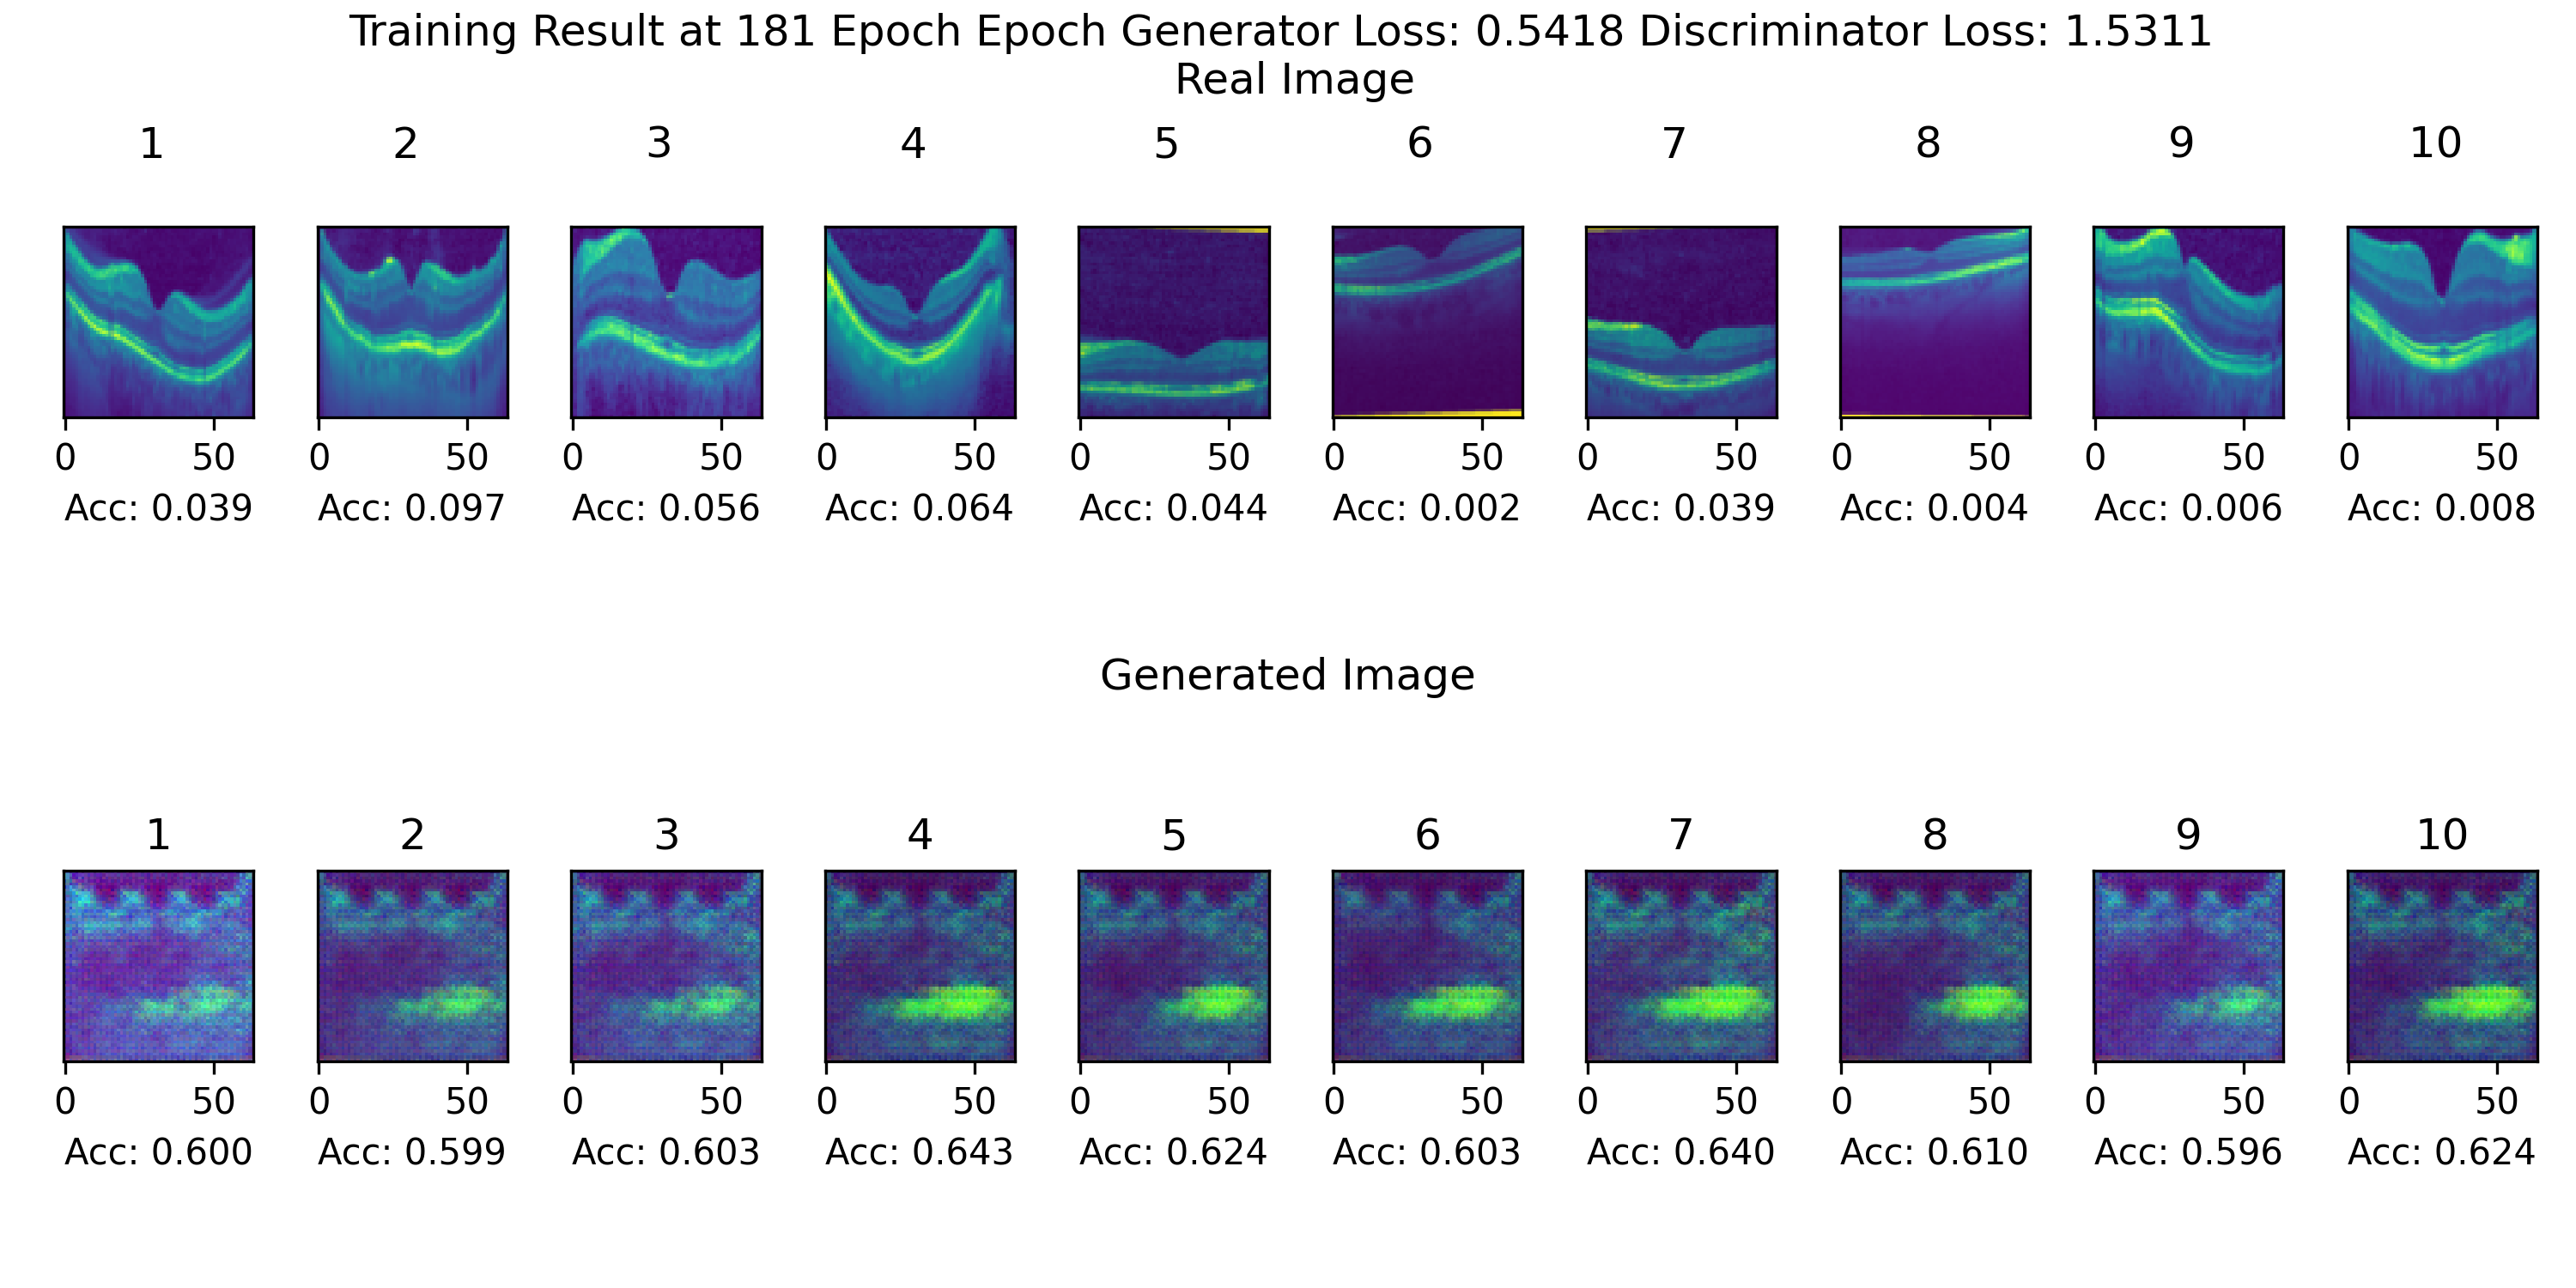 Training Result at 181 Epoch Epoch Generator Loss: 0.5418 Discriminator Loss: 1.5311
Real Image
1 2 3 4 5 6 7 8 9 10
0 50 0 50 0 50 0 50 0 50 0 50 0 50 0 50 0 50 0 50
Acc: 0.039 Acc: 0.097 Acc: 0.056 Acc: 0.064 Acc: 0.044 Acc: 0.002 Acc: 0.039 Acc: 0.004 Acc: 0.006 Acc: 0.008
Generated Image
1 2 3 4 5 6 7 8 9 10
0 50 0 50 0 50 0 50 0 50 0 50 0 50 0 50 0 50 0 50
Acc: 0.600 Acc: 0.599 Acc: 0.603 Acc: 0.643 Acc: 0.624 Acc: 0.603 Acc: 0.640 Acc: 0.610 Acc: 0.596 Acc: 0.624